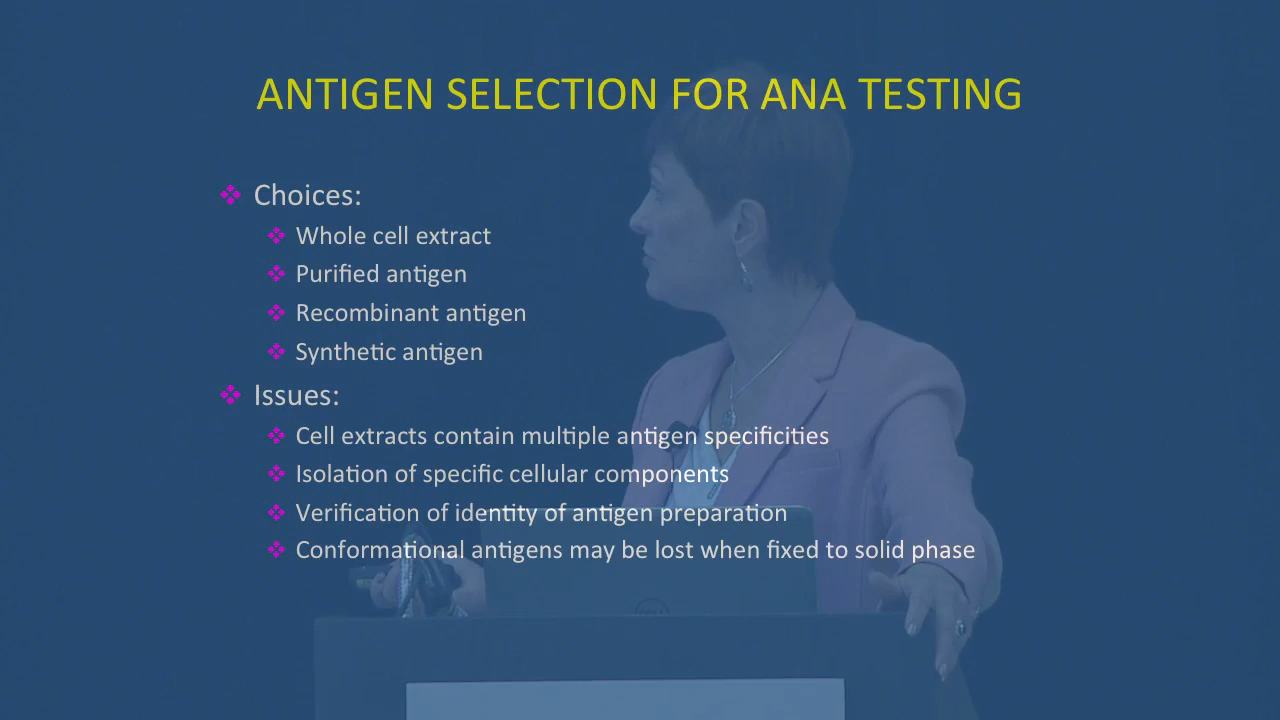 ANTIGEN SELECTION FOR ANA TESTING
Choices:
Whole cell extract
Purified antigen
Recombinant antigen
Synthetic antigen
Issues:
Cell extracts contain multiple antigen specificities
Isolation of specific cellular components
Verification of identity of antigen preparation
Conformational antigens may be lost when fixed to solid phase
DELL